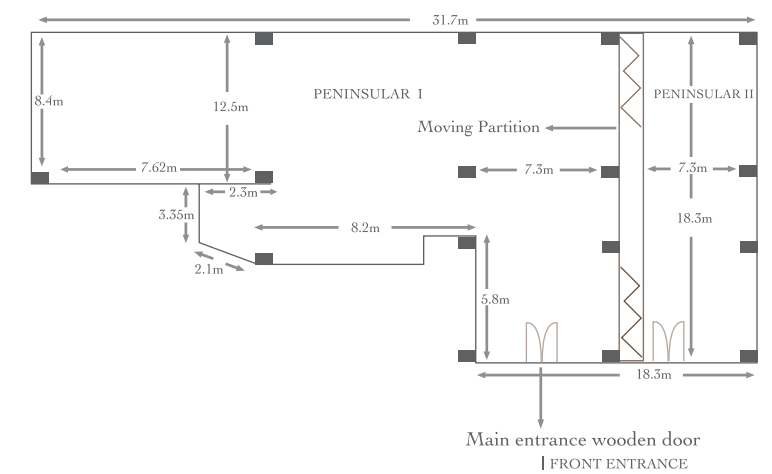 31.7m
8.4m
12.5m
PENINSULAR I
PENINSULAR II
Moving Partition
7.62m
7.3m
7.3m
2.3m
3.35m
18.3m
8.2m
2.1m
5.8m
18.3m
Main entrance wooden door
FRONT ENTRANCE